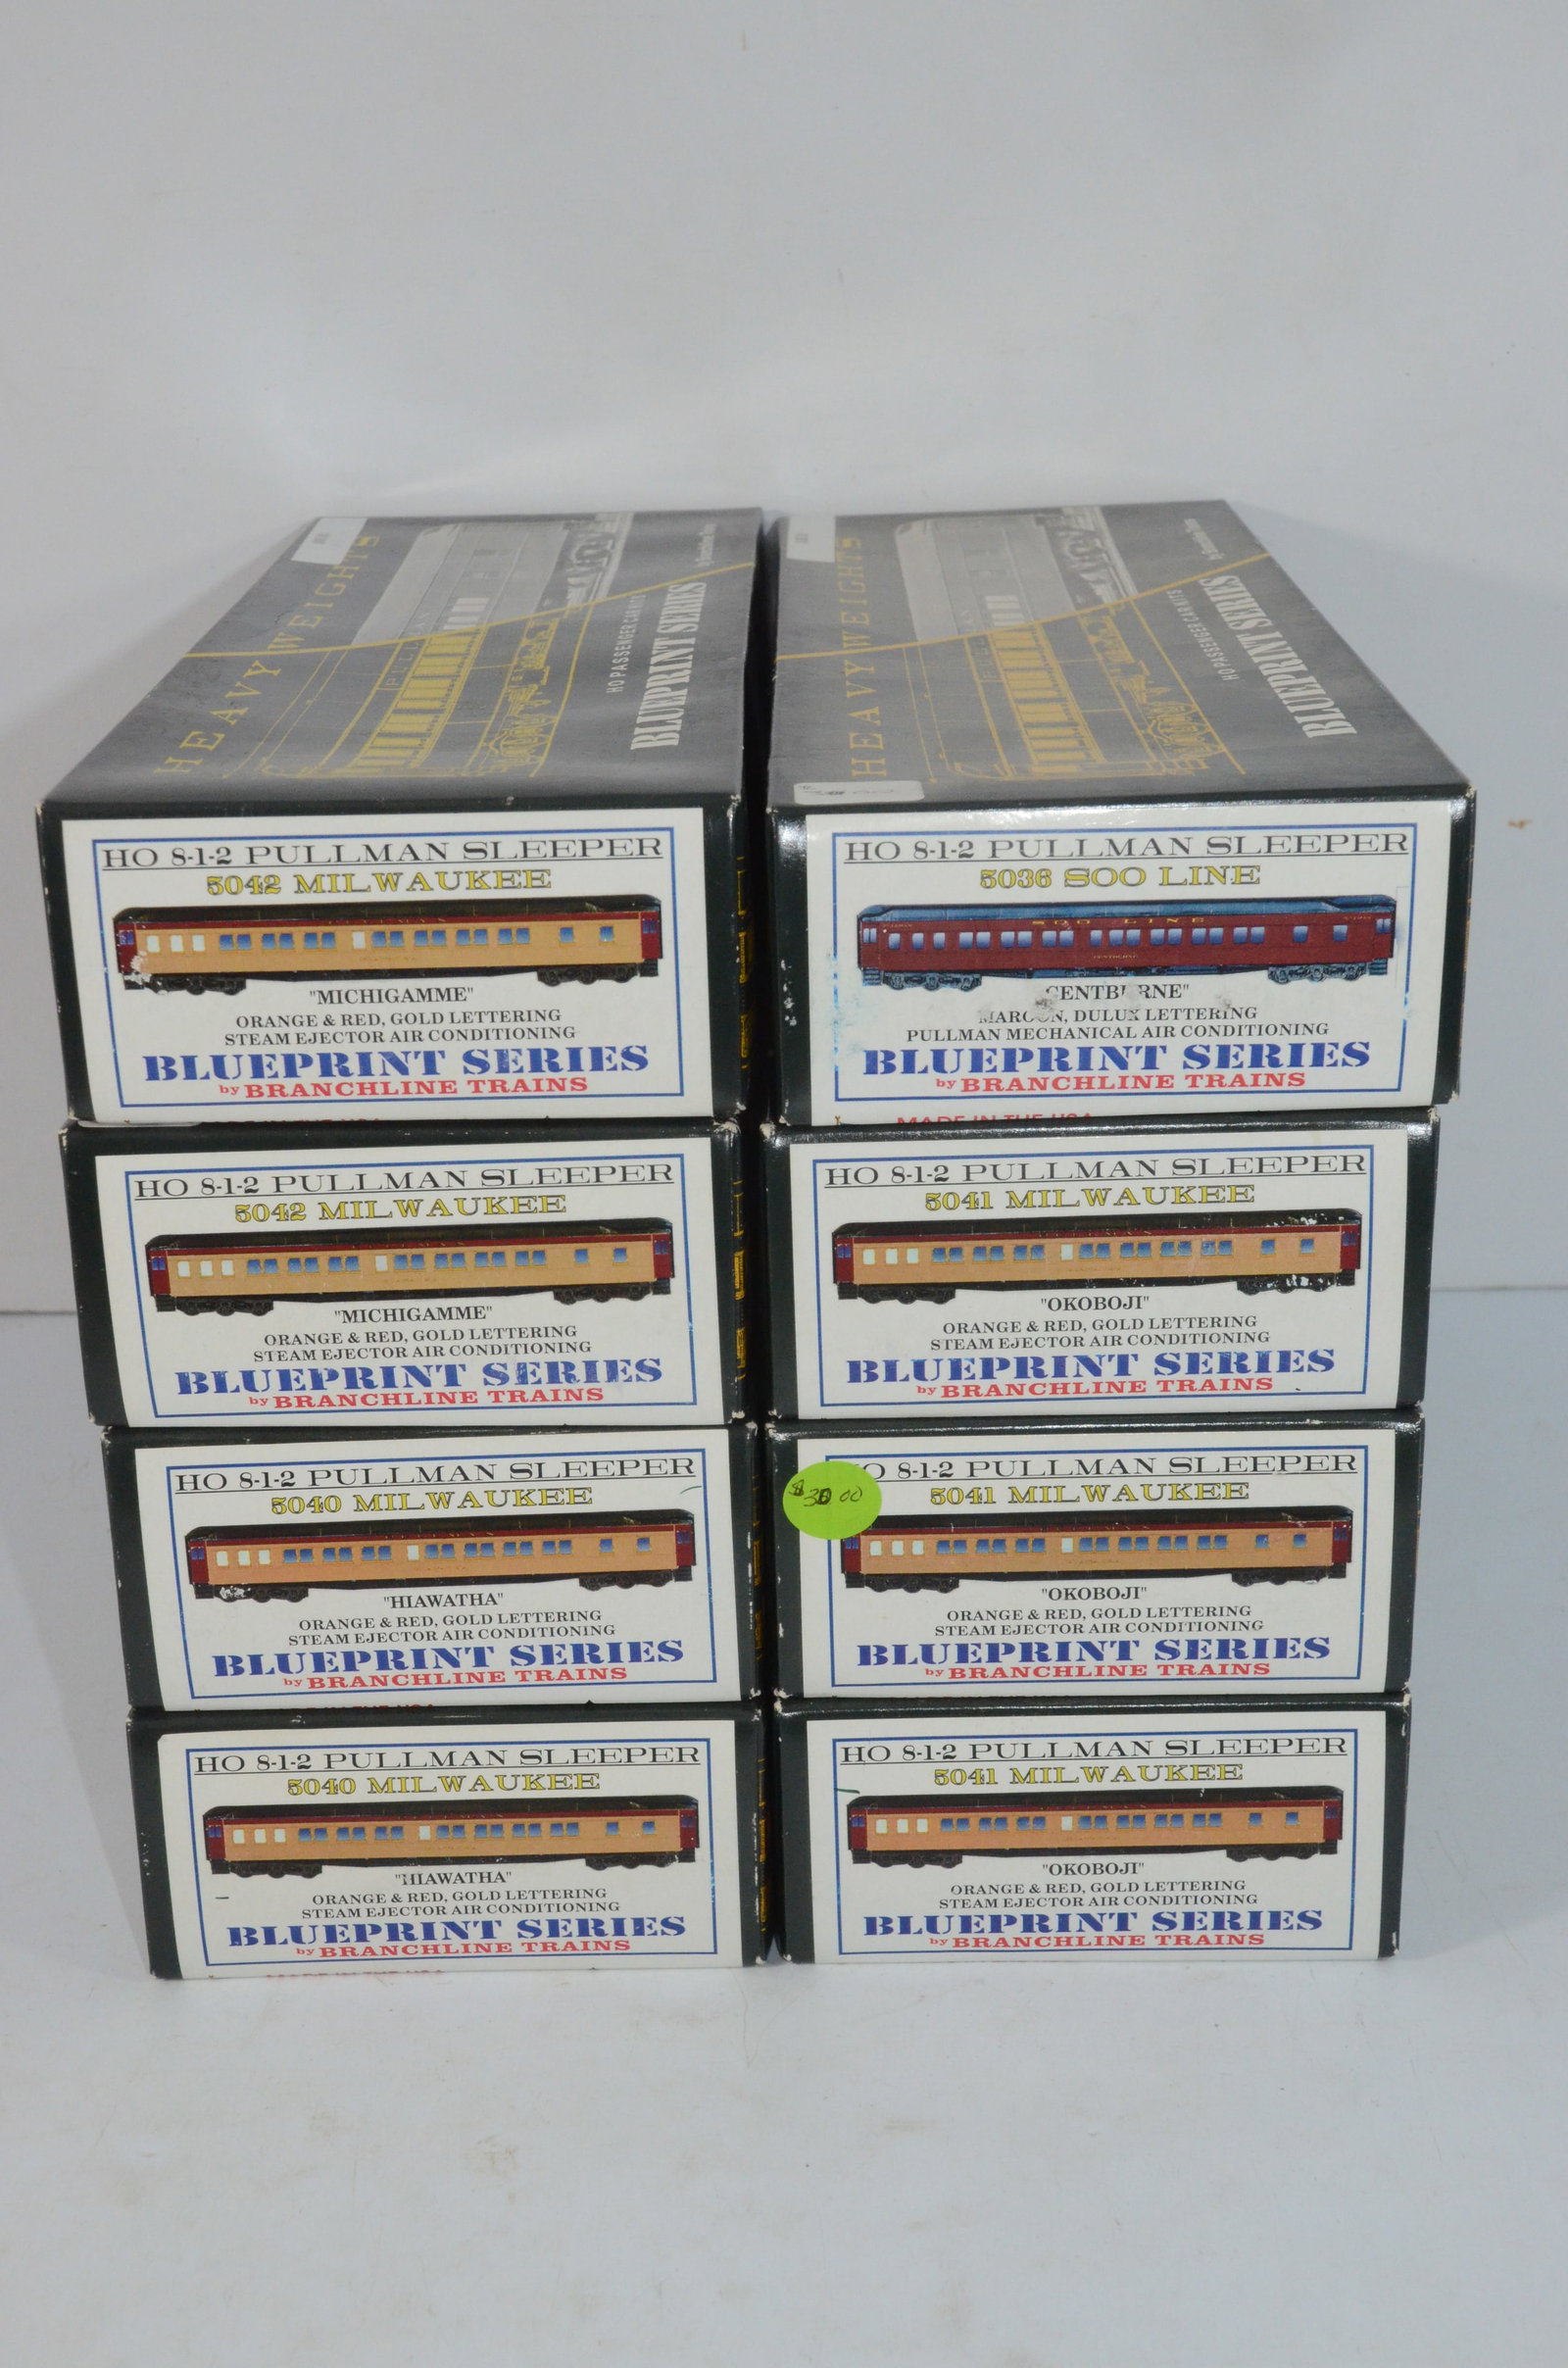 HEAVYWEIGHTS
HO PASSENGER CAR KITS
BLUEPRINT SERIES
by Branchline Trains
HO 8-1-2 PULLMAN SLEEPER
5042 MILWAUKEE
"MICHIGAMME"
ORANGE & RED, GOLD LETTERING
STEAM EJECTOR AIR CONDITIONING
BLUEPRINT SERIES
by BRANCHLINE TRAINS
HO 8-1-2 PULLMAN SLEEPER
5042 MILWAUKEE
"MICHIGAMME"
ORANGE & RED, GOLD LETTERING
STEAM EJECTOR AIR CONDITIONING
BLUEPRINT SERIES
by BRANCHLINE TRAINS
HO 8-1-2 PULLMAN SLEEPER
5040 MILWAUKEE
"HIAWATHA"
ORANGE & RED, GOLD LETTERING
STEAM EJECTOR AIR CONDITIONING
BLUEPRINT SERIES
by BRANCHLINE TRAINS
HO 8-1-2 PULLMAN SLEEPER
5040 MILWAUKEE
"HIAWATHA"
ORANGE & RED, GOLD LETTERING
STEAM EJECTOR AIR CONDITIONING
BLUEPRINT SERIES
by BRANCHLINE TRAINS
HEAVYWEIGHTS
HO PASSENGER CAR KITS
BLUEPRINT SERIES
by Branchline Trains
HO 8-1-2 PULLMAN SLEEPER
5036 SOO LINE
SOO LINE
MAROON, DULUX LETTERING
PULLMAN MECHANICAL AIR CONDITIONING
BLUEPRINT SERIES
by BRANCHLINE TRAINS
MADE IN THE USA
HO 8-1-2 PULLMAN SLEEPER
5041 MILWAUKEE
"OKOBOJI"
ORANGE & RED, GOLD LETTERING
STEAM EJECTOR AIR CONDITIONING
BLUEPRINT SERIES
by BRANCHLINE TRAINS
$30.00
O 8-1-2 PULLMAN SLEEPER
5041 MILWAUKEE
"OKOBOJI"
ORANGE & RED, GOLD LETTERING
STEAM EJECTOR AIR CONDITIONING
BLUEPRINT SERIES
by BRANCHLINE TRAINS
HO 8-1-2 PULLMAN SLEEPER
5041 MILWAUKEE
"OKOBOJI"
ORANGE & RED, GOLD LETTERING
STEAM EJECTOR AIR CONDITIONING
BLUEPRINT SERIES
by BRANCHLINE TRAINS